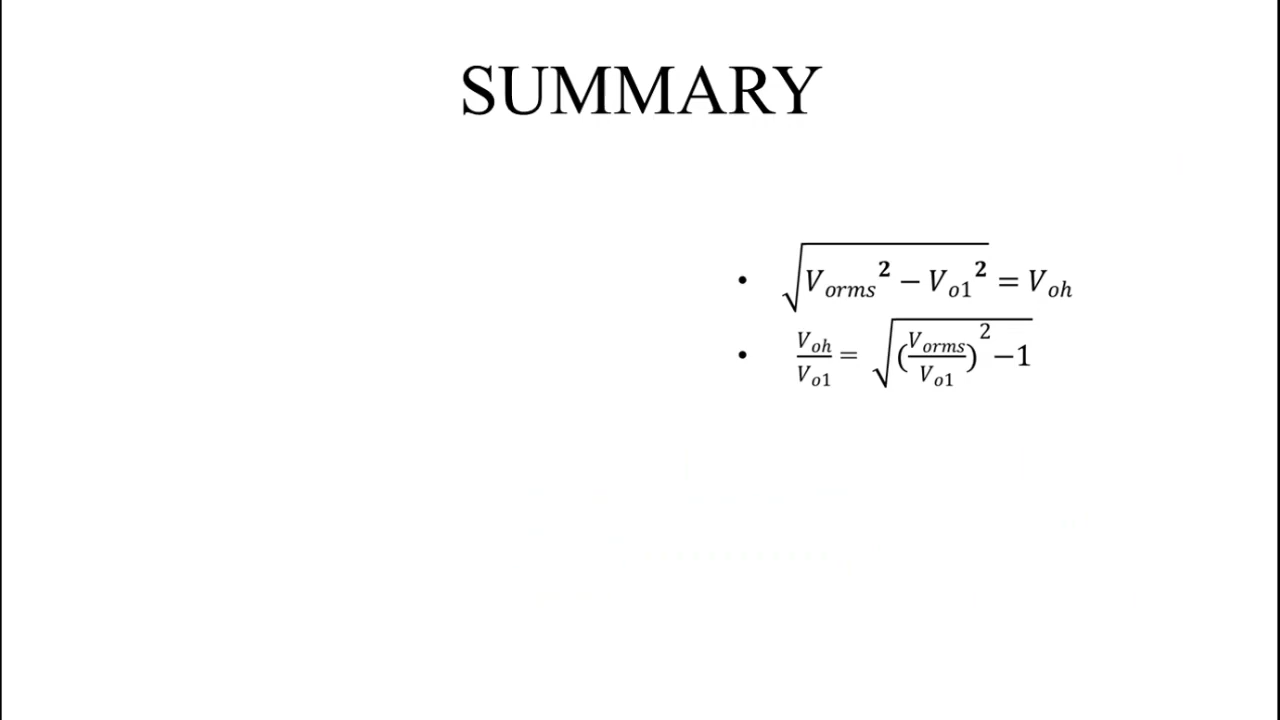 SUMMARY
• √(V_orms² − V_o1²) = V_oh
• V_oh/V_o1 = √((V_orms/V_o1)² −1)